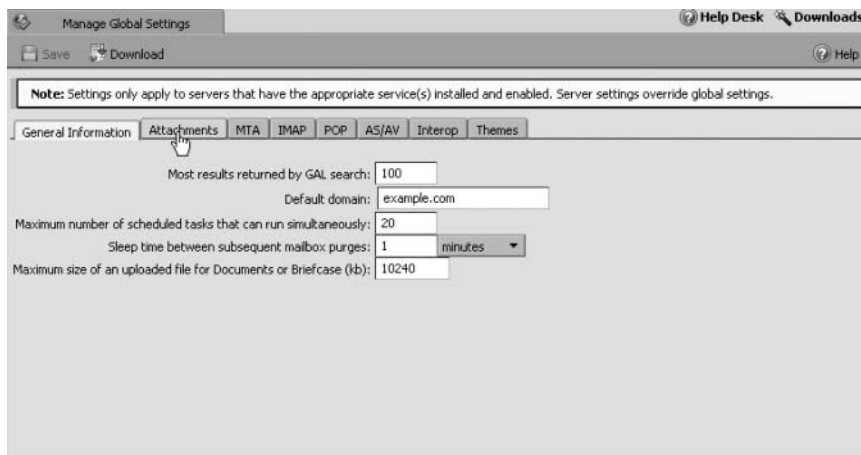 Manage Global Settings
Help Desk Downloads
Save Download Help
Note: Settings only apply to servers that have the appropriate service(s) installed and enabled. Server settings override global settings.
General Information Attachments MTA IMAP POP AS/AV Interop Themes
Most results returned by GAL search: 100
Default domain: example.com
Maximum number of scheduled tasks that can run simultaneously: 20
Sleep time between subsequent mailbox purges: 1 minutes
Maximum size of an uploaded file for Documents or Briefcase (kb): 10240